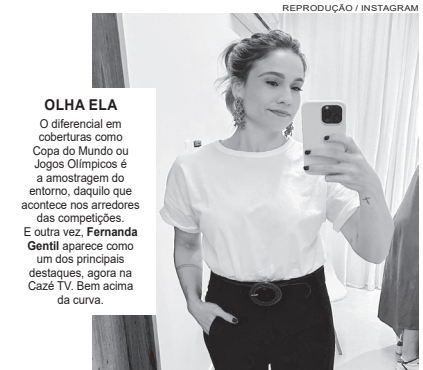 REPRODUÇÃO / INSTAGRAM
OLHA ELA
O diferencial em
coberturas como
Copa do Mundo ou
Jogos Olímpicos é
a amostragem do
entorno, daquilo que
acontece nos arredores
das competições.
E outra vez, Fernanda
Gentil aparece como
um dos principais
destaques, agora na
Cazé TV. Bem acima
da curva.